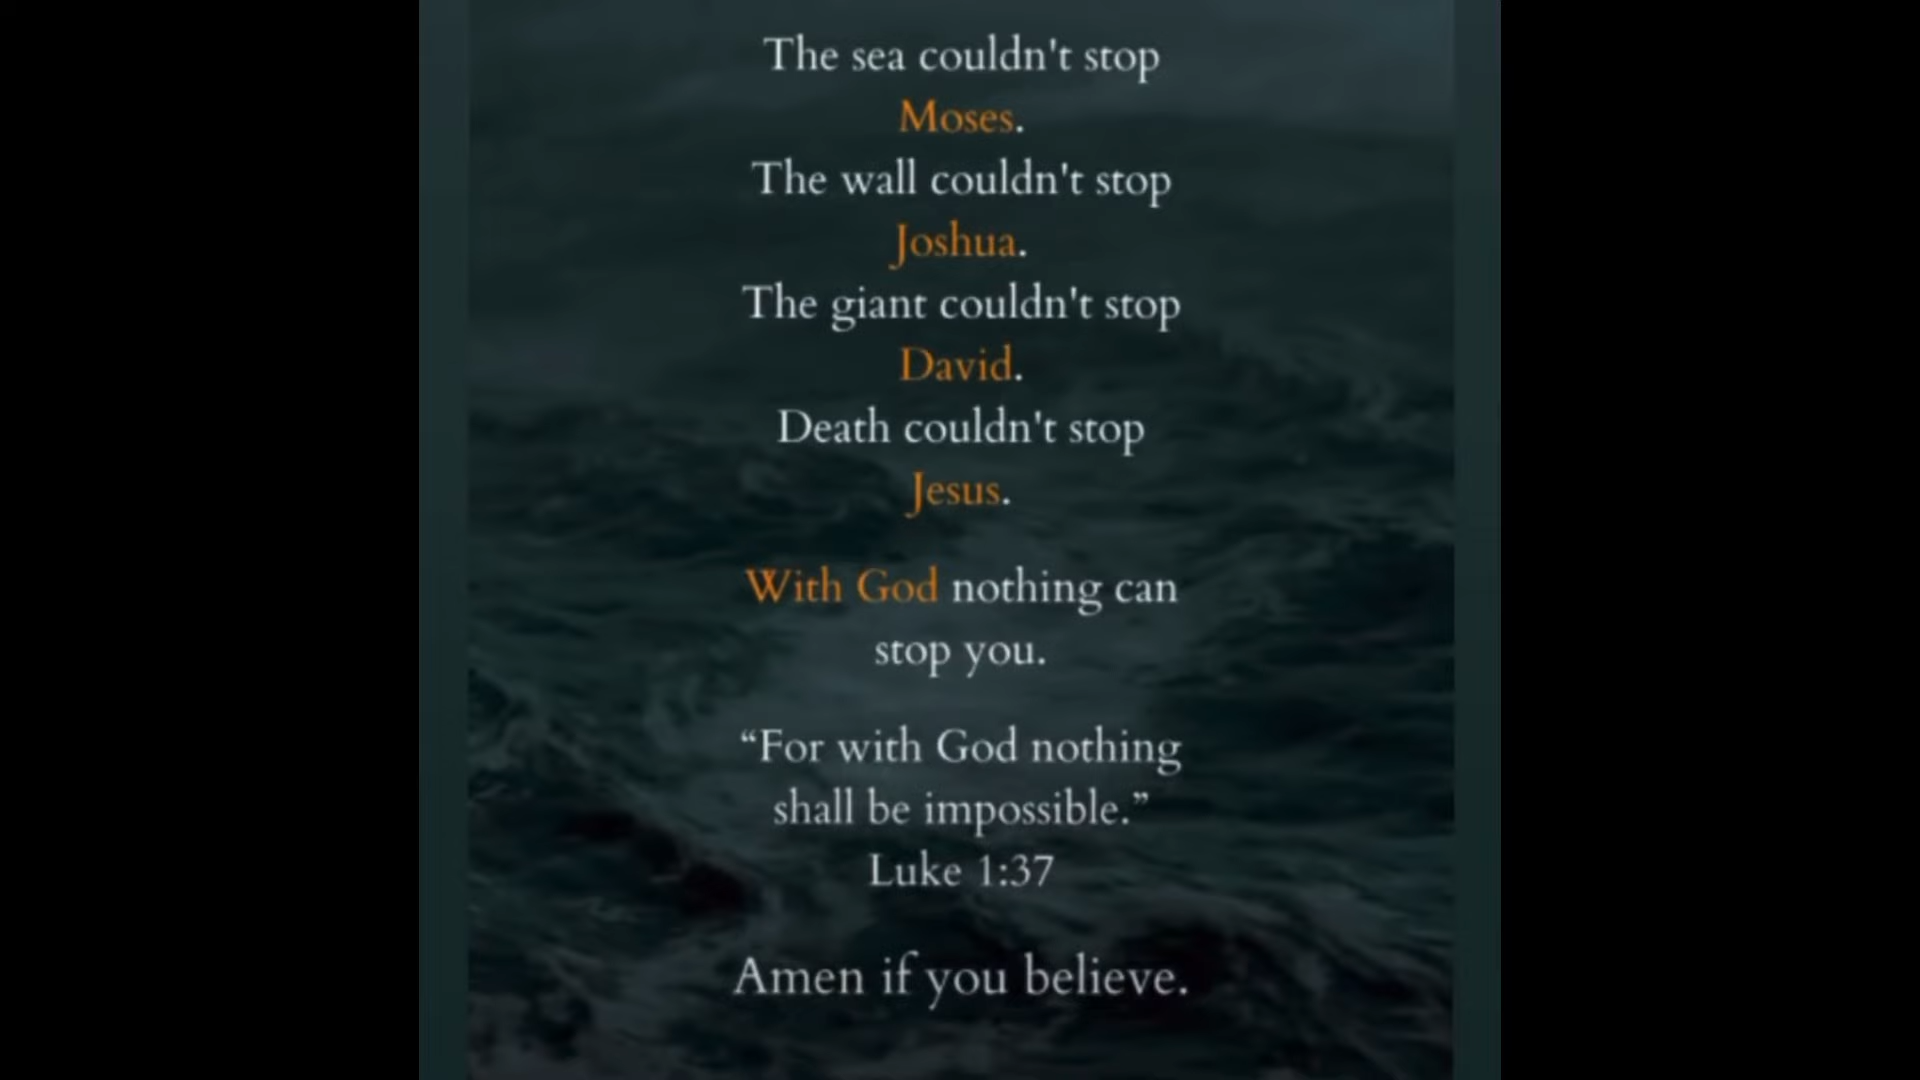 The sea couldn't stop
Moses.
The wall couldn't stop
Joshua.
The giant couldn't stop
David.
Death couldn't stop
Jesus.
With God nothing can
stop you.
“For with God nothing
shall be impossible.”
Luke 1:37
Amen if you believe.